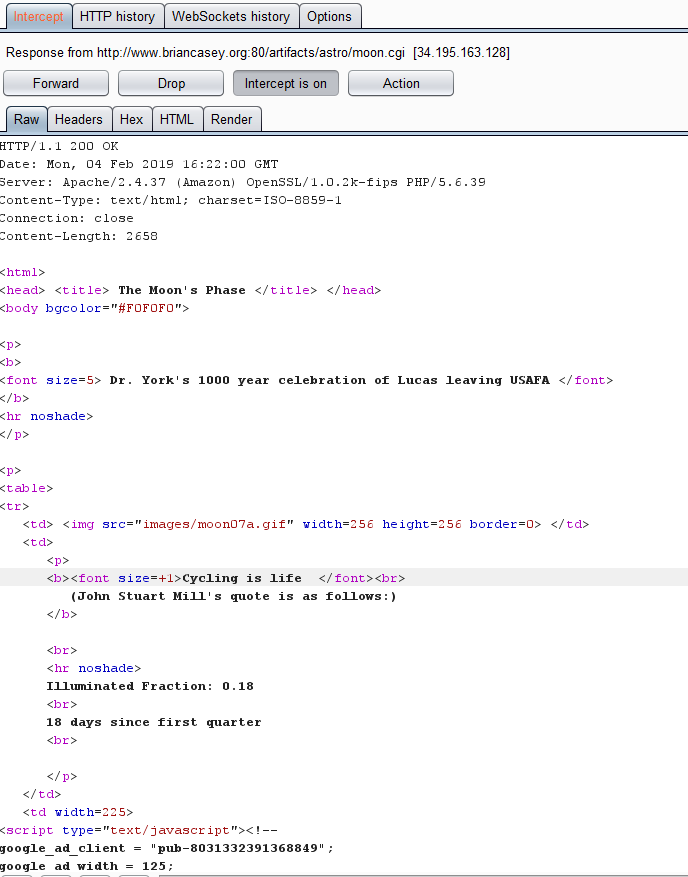 Intercept HTTP history WebSockets history Options
Response from http://www.briancasey.org:80/artifacts/astro/moon.cgi [34.195.163.128]
Forward Drop Intercept is on Action
Raw Headers Hex HTML Render
HTTP/1.1 200 OK
Date: Mon, 04 Feb 2019 16:22:00 GMT
Server: Apache/2.4.37 (Amazon) OpenSSL/1.0.2k-fips PHP/5.6.39
Content-Type: text/html; charset=ISO-8859-1
Connection: close
Content-Length: 2658
<html>
<head> <title> The Moon's Phase </title> </head>
<body bgcolor="#F0F0F0">
<p>
<b>
<font size=5> Dr. York's 1000 year celebration of Lucas leaving USAFA </font>
</b>
<hr noshade>
</p>
<p>
<table>
<tr>
<td> <img src="images/moon07a.gif" width=256 height=256 border=0> </td>
<td>
<p>
<b><font size=+1>Cycling is life  </font><br>
(John Stuart Mill's quote is as follows:)
</b>
<br>
<hr noshade>
Illuminated Fraction: 0.18
<br>
18 days since first quarter
<br>
</p>
</td>
<td width=225>
<script type="text/javascript"><!--
google_ad_client = "pub-8031332391368849";
google_ad_width = 125;